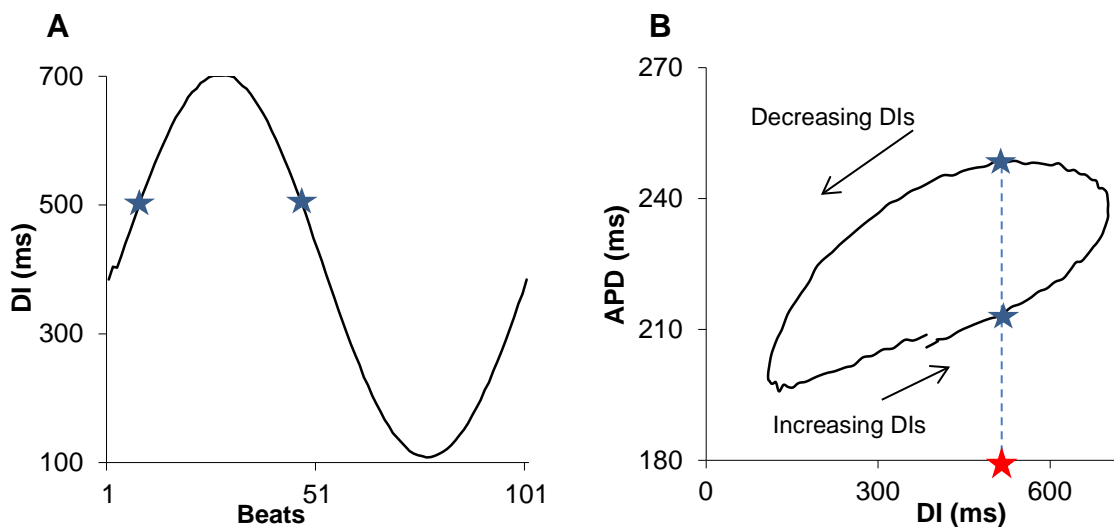 A
700
500
300
100
DI (ms)
1
51
101
Beats
B
270
240
210
180
APD (ms)
Decreasing DIs
Increasing DIs
0
300
600
DI (ms)